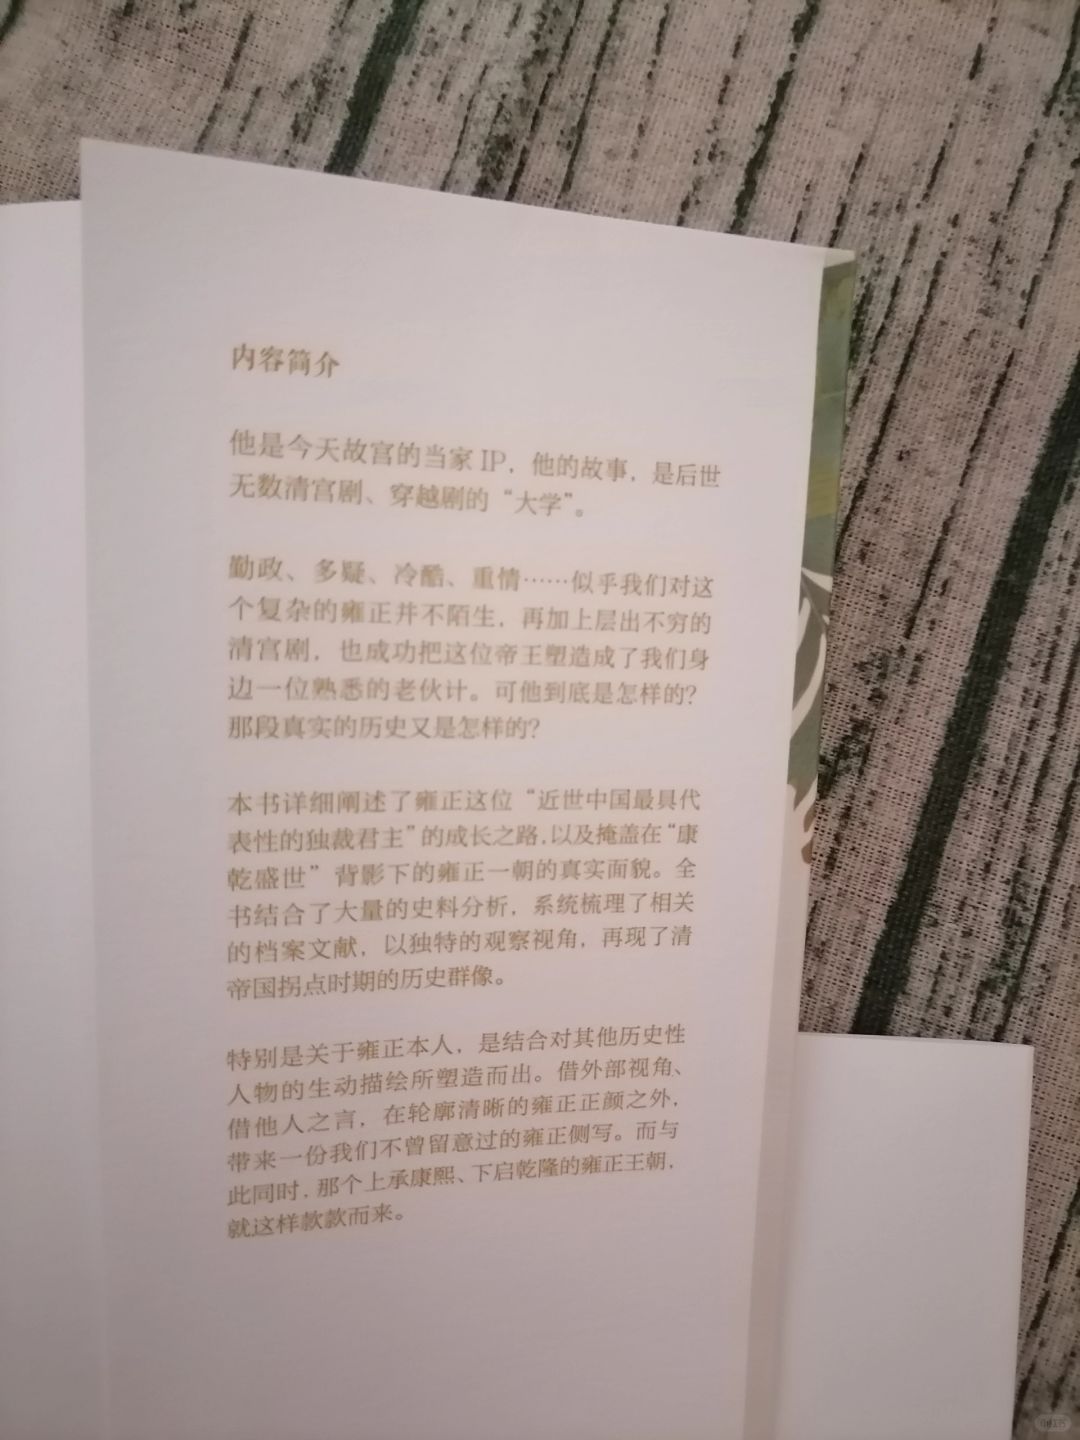 内容简介
他是今天故宫的当家 IP，他的故事，是后世
无数清宫剧、穿越剧的“大学”。
勤政、多疑、冷酷、重情……似乎我们对这
个复杂的雍正并不陌生，再加上层出不穷的
清宫剧，也成功把这位帝王塑造成了我们身
边一位熟悉的老伙计。可他到底是怎样的？
那段真实的历史又是怎样的？
本书详细阐述了雍正这位“近世中国最具代
表性的独裁君主”的成长之路，以及掩盖在“康
乾盛世”背影下的雍正一朝的真实面貌。全
书结合了大量的史料分析，系统梳理了相关
的档案文献，以独特的观察视角，再现了清
帝国拐点时期的历史群像。
特别是关于雍正本人，是结合对其他历史性
人物的生动描绘所塑造而出。借外部视角、
借他人之言，在轮廓清晰的雍正正颜之外，
带来一份我们不曾留意过的雍正侧写。而与
此同时，那个上承康熙、下启乾隆的雍正王朝，
就这样款款而来。